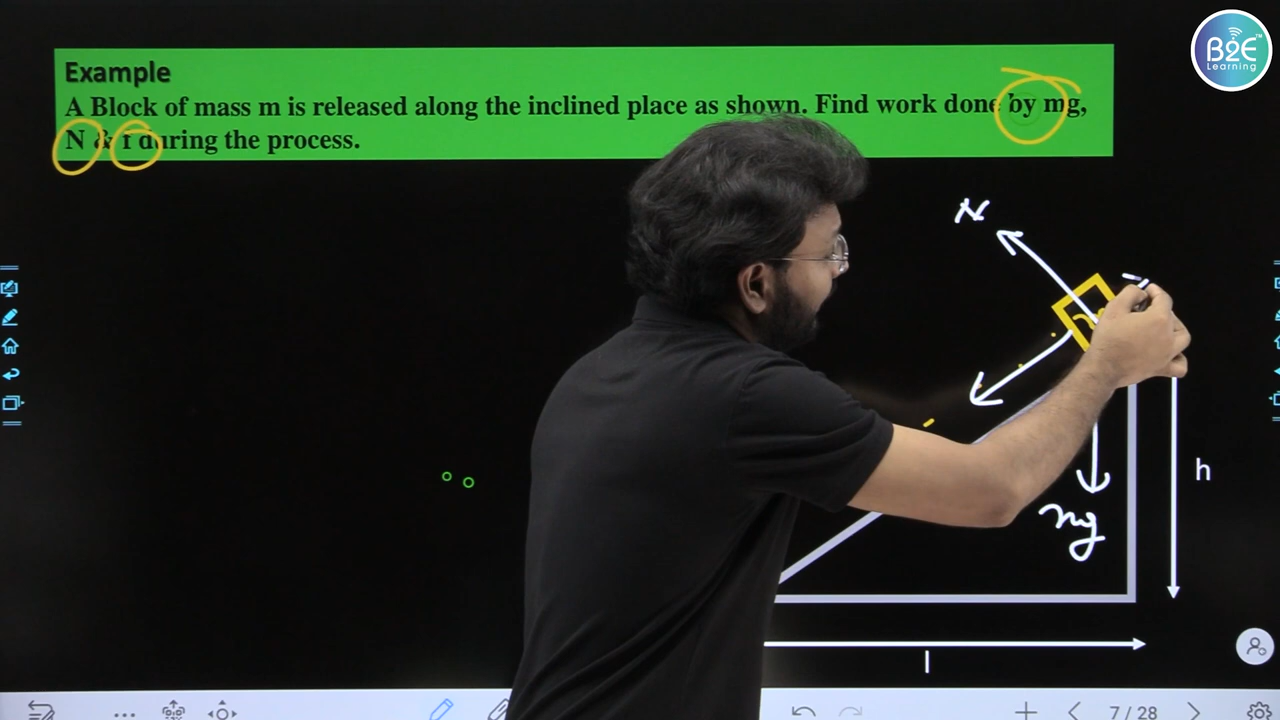 B2E
Learning
Example
A Block of mass m is released along the inclined place as shown. Find work done by mg,
N & f during the process.
N
m
h
mg
l
7 / 28